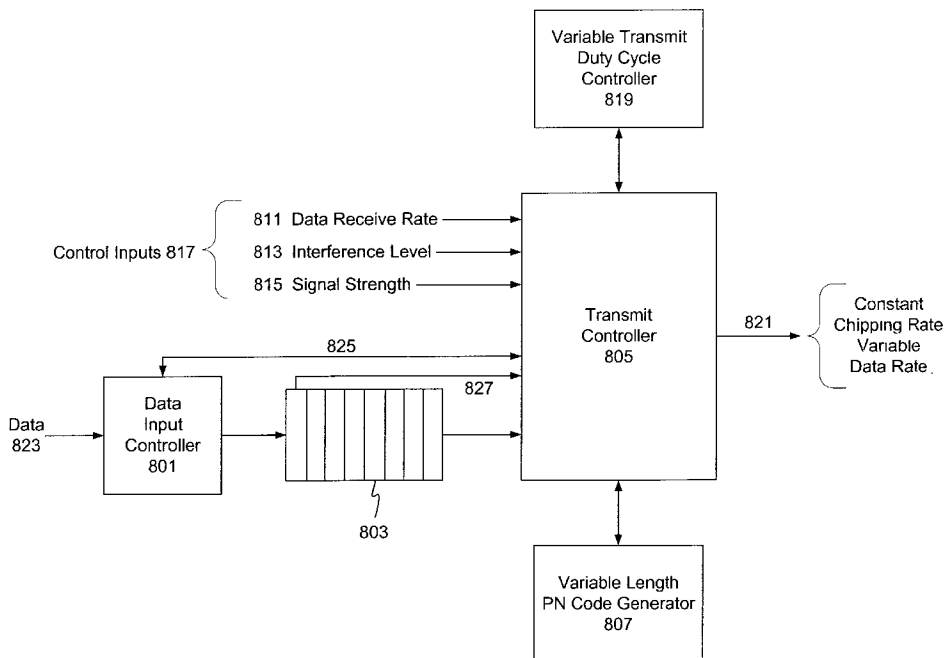 Variable Transmit
Duty Cycle
Controller
819
811 Data Receive Rate
Control Inputs 817
813 Interference Level
815 Signal Strength
Transmit
Controller
805
821
Constant
Chipping Rate
Variable
Data Rate
825
827
Data
823
Data
Input
Controller
801
803
Variable Length
PN Code Generator
807